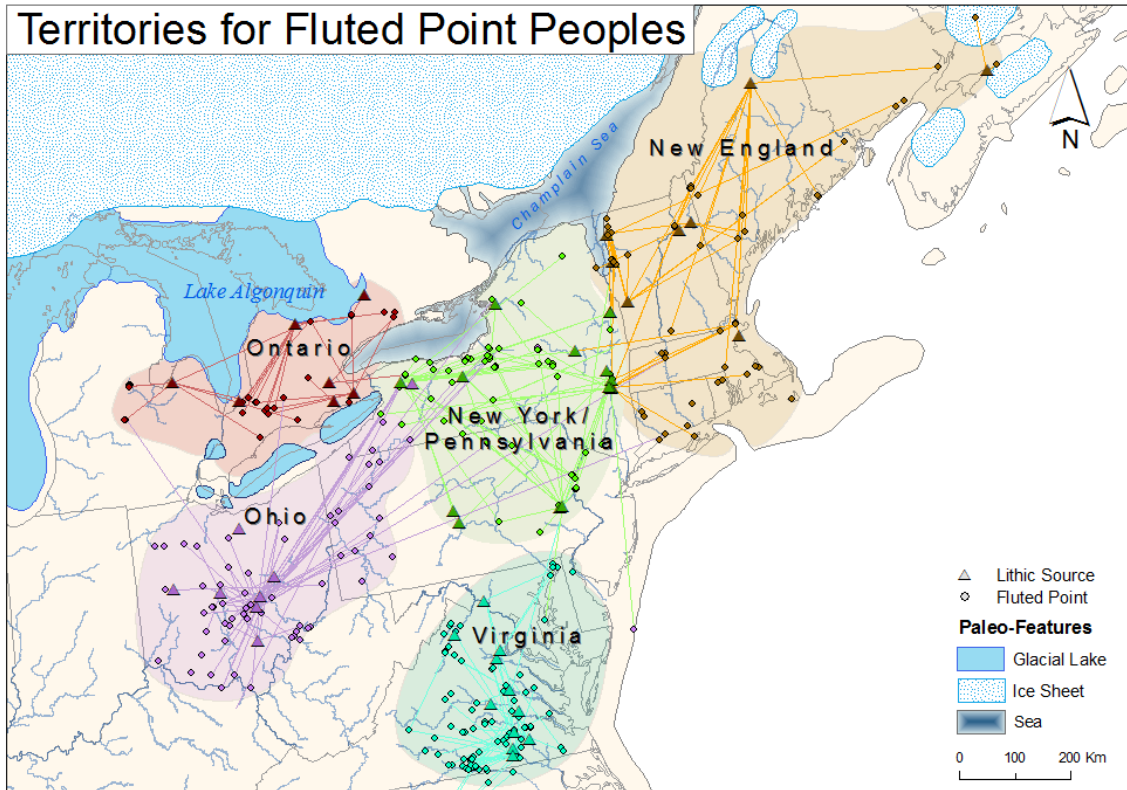 Territories for Fluted Point Peoples
N
New England
Champlain Sea
Lake Algonquin
Ontario
New York/
Pennsylvania
Ohio
Virginia
Lithic Source
Fluted Point
Paleo-Features
Glacial Lake
Ice Sheet
Sea
0 100 200 Km